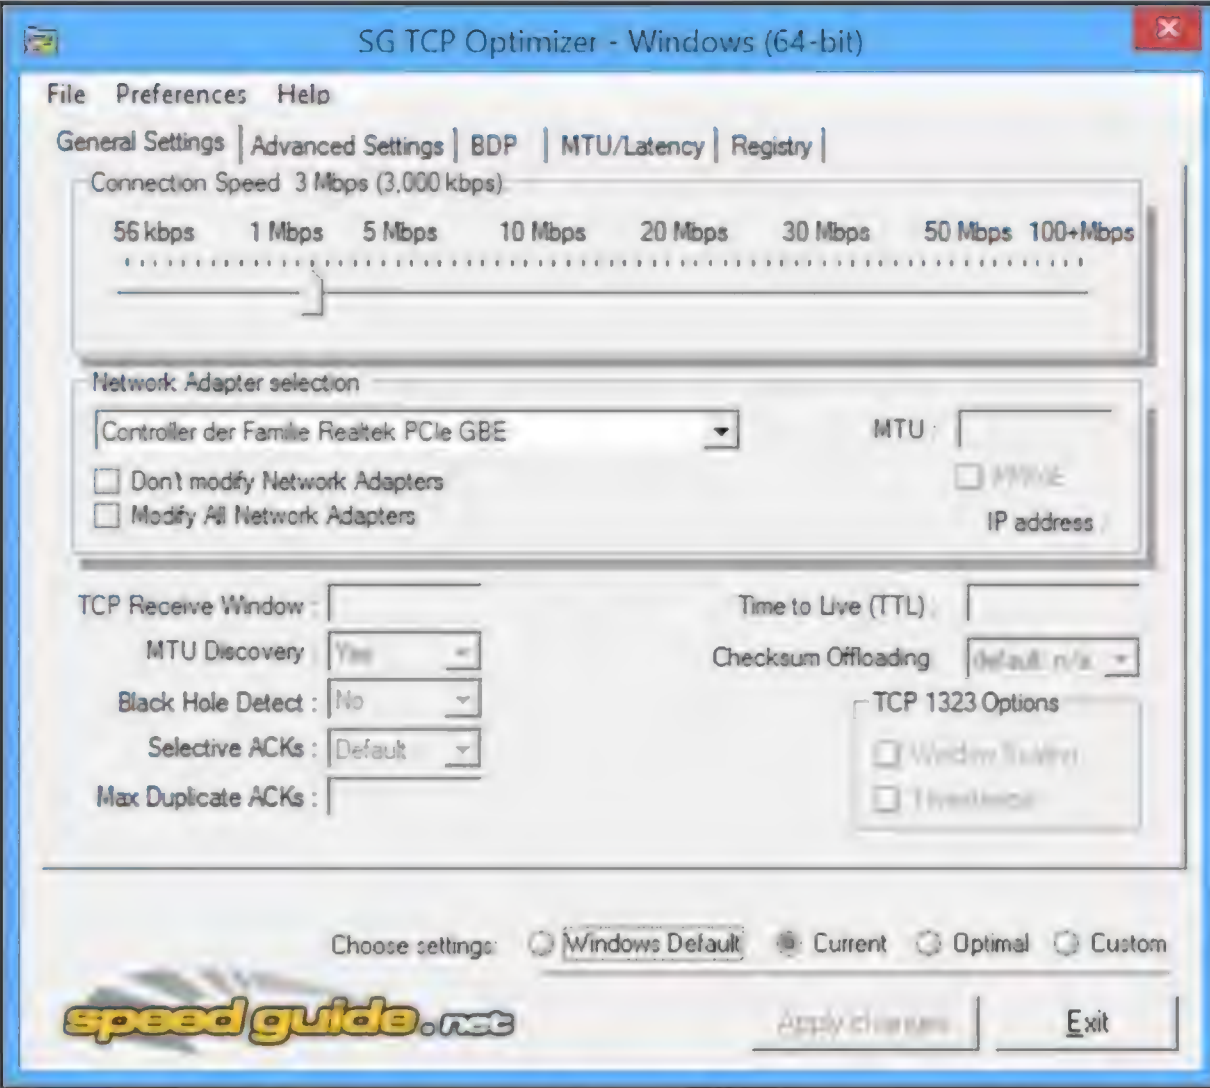 SG TCP Optimizer - Windows (64-bit)
File Preferences Help
General Settings Advanced Settings BDP MTU/Latency Registry
Connection Speed 3 Mbps (3,000 kbps)
56 kbps 1 Mbps 5 Mbps 10 Mbps 20 Mbps 30 Mbps 50 Mbps 100+Mbps
Network Adapter selection
Controller der Familie Realtek PCIe GBE
MTU :
Don't modify Network Adapters
Modify All Network Adapters
IP address
TCP Receive Window :
Time to Live (TTL) :
MTU Discovery Yes
Checksum Offloading default: n/a
Black Hole Detect : No
TCP 1323 Options
Selective ACKs : Default
Window Scaling
Max Duplicate ACKs :
Choose settings: Windows Default Current Optimal Custom
speed guide.net
Apply changes Exit